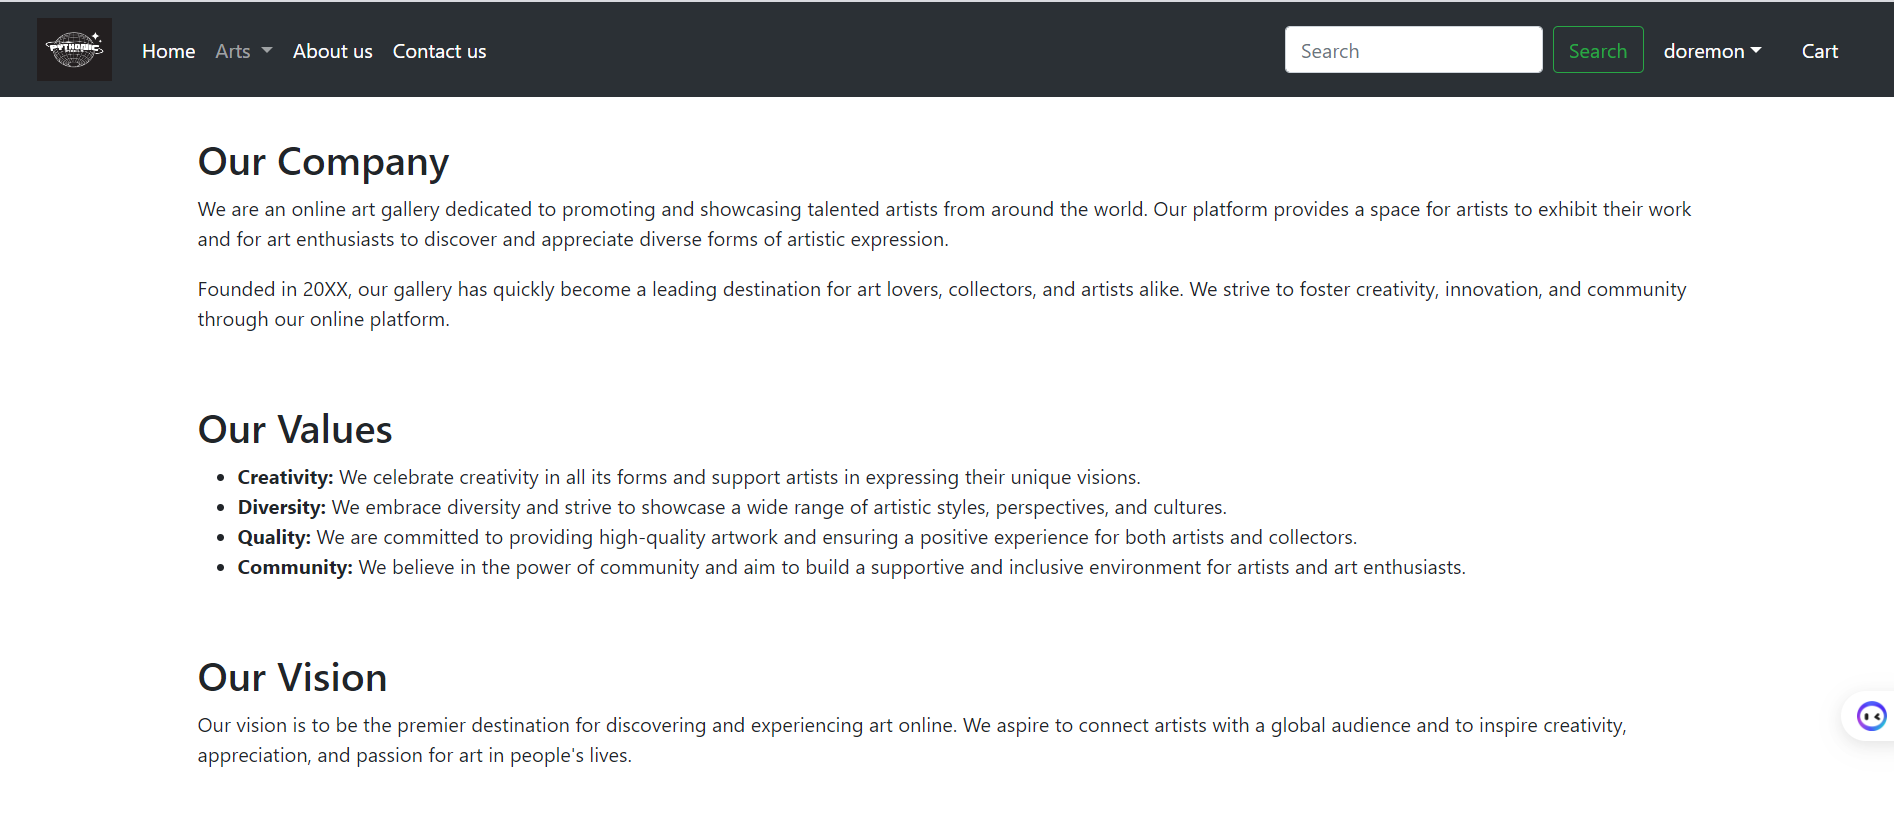 PYTHONIC
Home Arts About us Contact us Search Search doremon Cart
Our Company
We are an online art gallery dedicated to promoting and showcasing talented artists from around the world. Our platform provides a space for artists to exhibit their work
and for art enthusiasts to discover and appreciate diverse forms of artistic expression.
Founded in 20XX, our gallery has quickly become a leading destination for art lovers, collectors, and artists alike. We strive to foster creativity, innovation, and community
through our online platform.
Our Values
• Creativity: We celebrate creativity in all its forms and support artists in expressing their unique visions.
• Diversity: We embrace diversity and strive to showcase a wide range of artistic styles, perspectives, and cultures.
• Quality: We are committed to providing high-quality artwork and ensuring a positive experience for both artists and collectors.
• Community: We believe in the power of community and aim to build a supportive and inclusive environment for artists and art enthusiasts.
Our Vision
Our vision is to be the premier destination for discovering and experiencing art online. We aspire to connect artists with a global audience and to inspire creativity,
appreciation, and passion for art in people's lives.